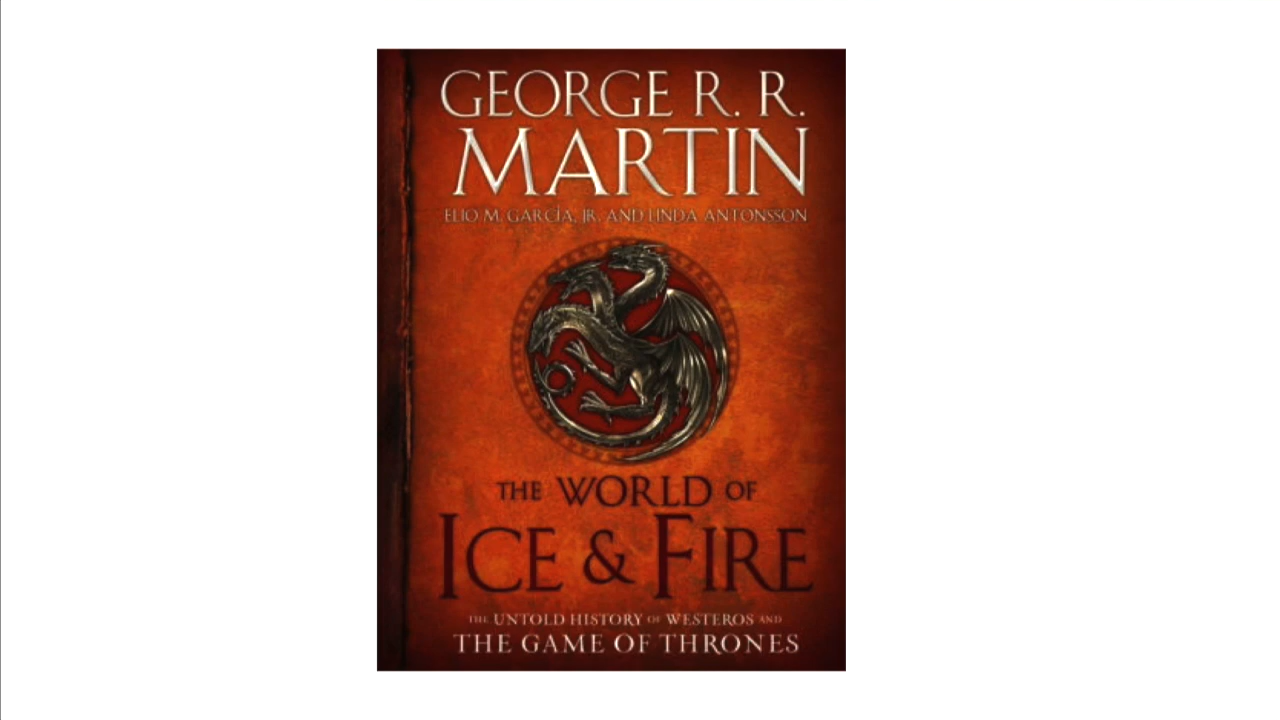 GEORGE R. R.
MARTIN
ELIO M. GARCÍA, JR. AND LINDA ANTONSSON
THE WORLD OF
ICE & FIRE
THE UNTOLD HISTORY OF WESTEROS AND
THE GAME OF THRONES